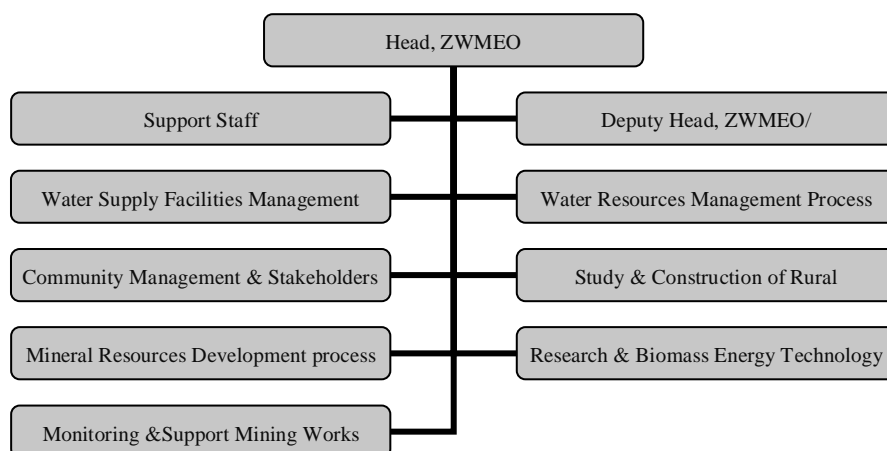 Head, ZWMEO
Support Staff
Deputy Head, ZWMEO/
Water Supply Facilities Management
Water Resources Management Process
Community Management & Stakeholders
Study & Construction of Rural
Mineral Resources Development process
Research & Biomass Energy Technology
Monitoring &Support Mining Works